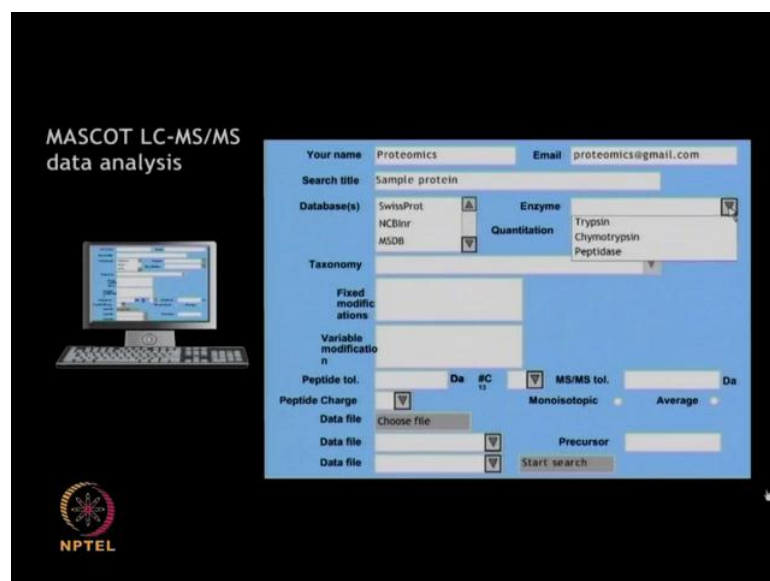 MASCOT LC-MS/MS
data analysis
Your name Proteomics Email proteomics@gmail.com
Search title Sample protein
Database(s) SwissProt Enzyme
NCBInr Quantitation Trypsin
MSDB Chymotrypsin
Peptidase
Taxonomy
Fixed
modific
ations
Variable
modificatio
n
Peptide tol. Da #C MS/MS tol. Da
13
Peptide Charge Monoisotopic Average
Data file Choose file
Data file Precursor
Data file Start search
NPTEL